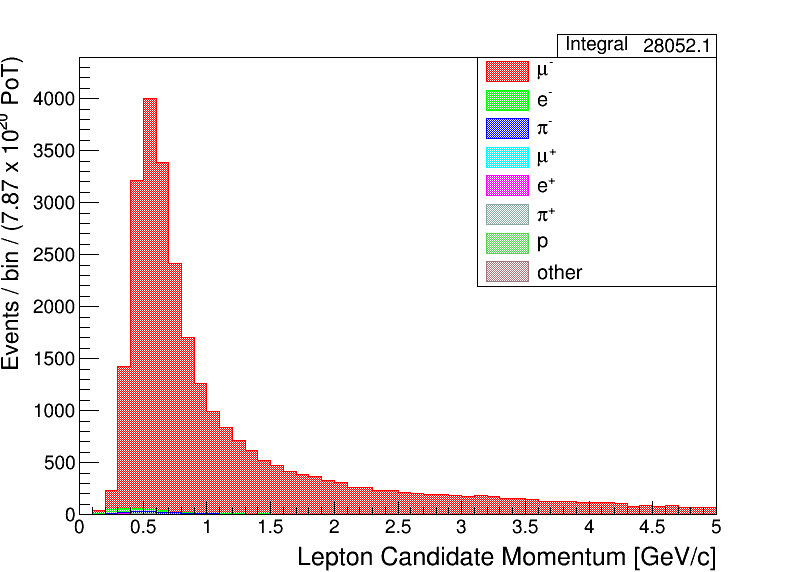 Integral 28052.1
μ-
e-
π-
μ+
e+
π+
p
other
Events / bin / (7.87 x 10^20 PoT)
4000
3500
3000
2500
2000
1500
1000
500
0
0 0.5 1 1.5 2 2.5 3 3.5 4 4.5 5
Lepton Candidate Momentum [GeV/c]